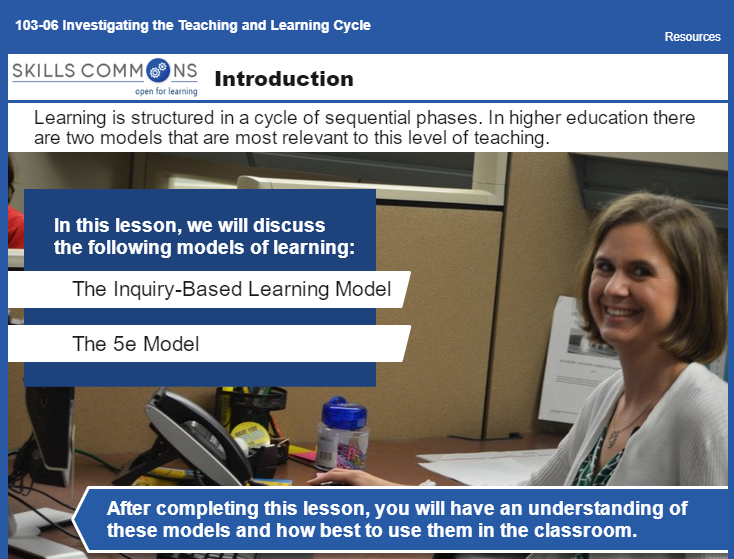 103-06 Investigating the Teaching and Learning Cycle
Resources
SKILLS COMMONS
open for learning
Introduction
Learning is structured in a cycle of sequential phases. In higher education there
are two models that are most relevant to this level of teaching.
In this lesson, we will discuss
the following models of learning:
The Inquiry-Based Learning Model
The 5e Model
After completing this lesson, you will have an understanding of
these models and how best to use them in the classroom.